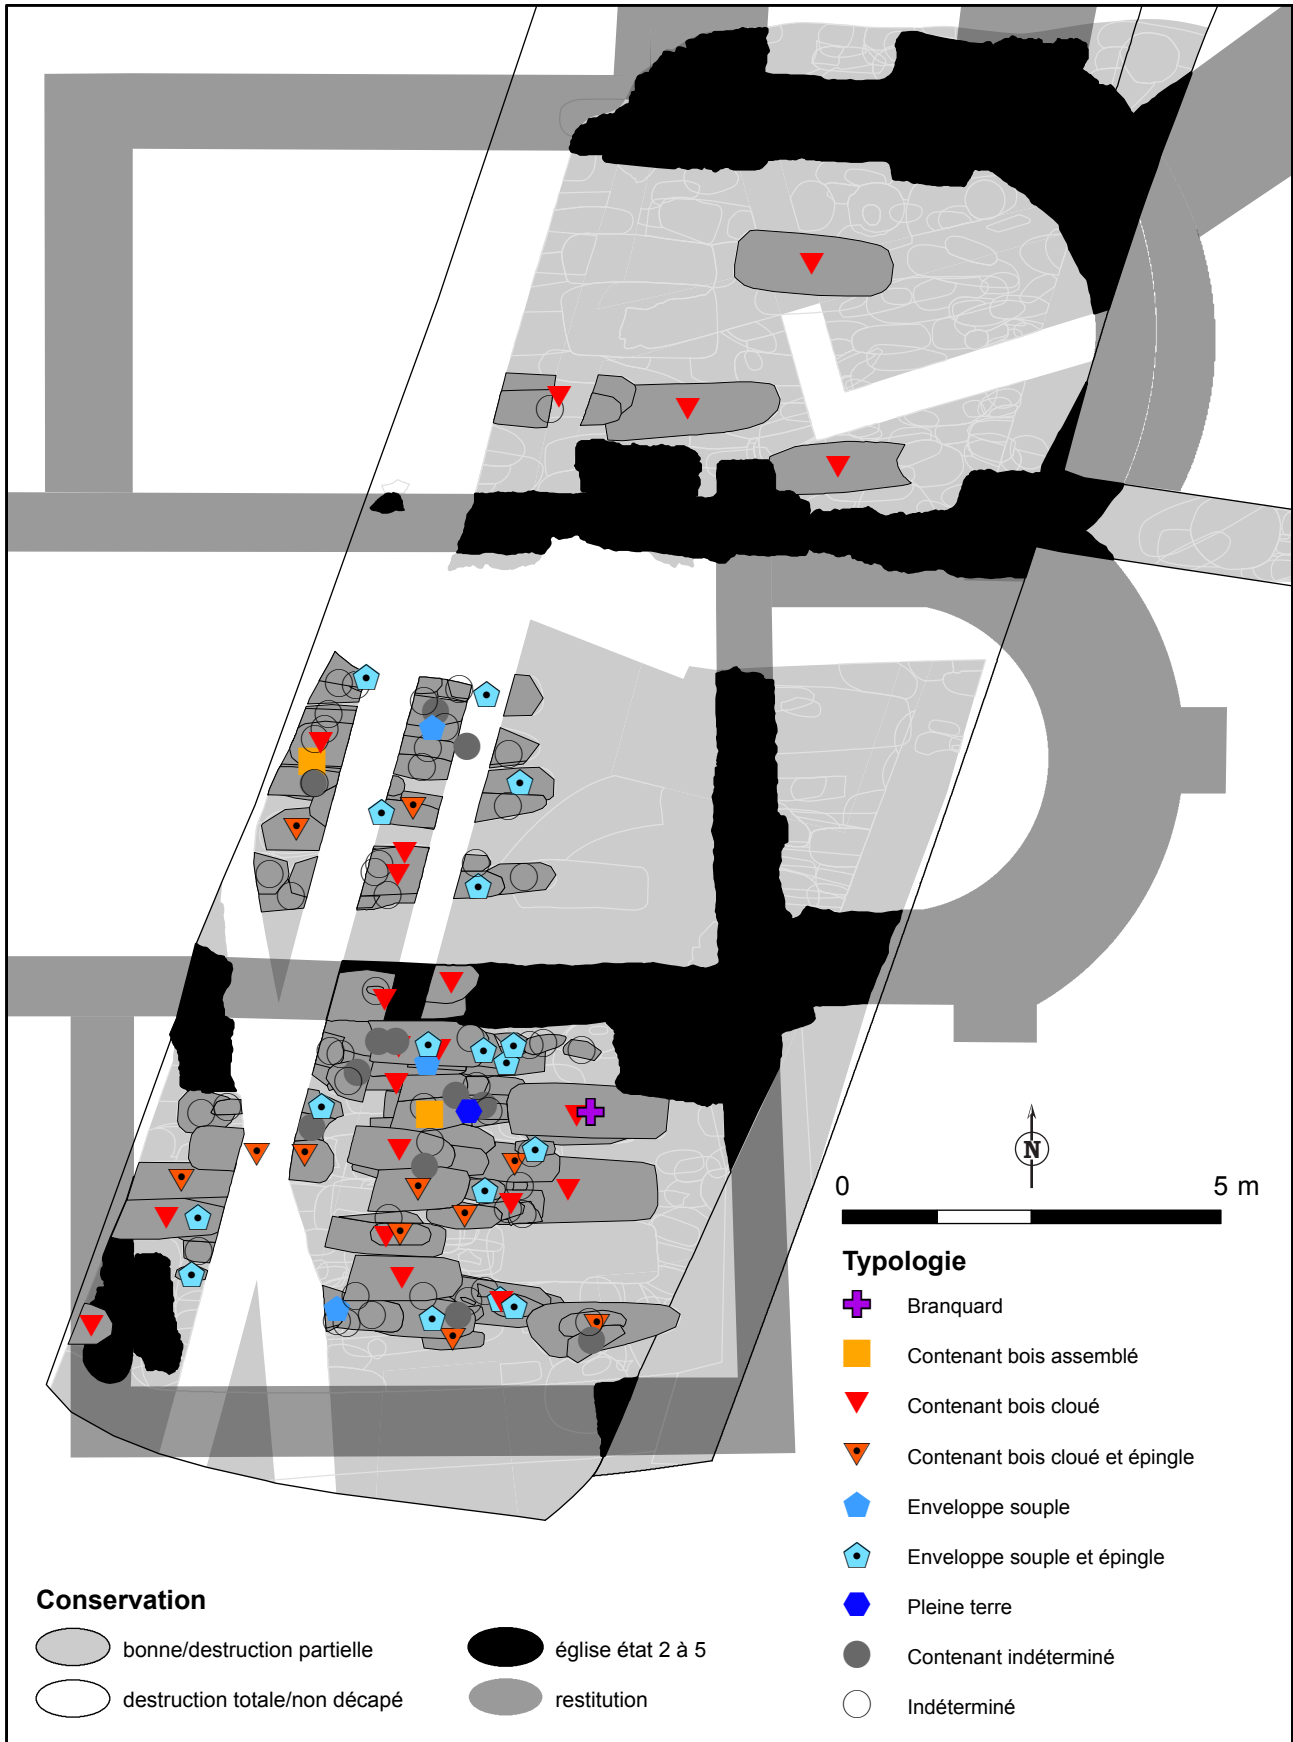 N
0 5 m
Typologie
Branquard
Contenant bois assemblé
Contenant bois cloué
Contenant bois cloué et épingle
Enveloppe souple
Enveloppe souple et épingle
Pleine terre
Contenant indéterminé
Indéterminé
Conservation
bonne/destruction partielle
destruction totale/non décapé
église état 2 à 5
restitution